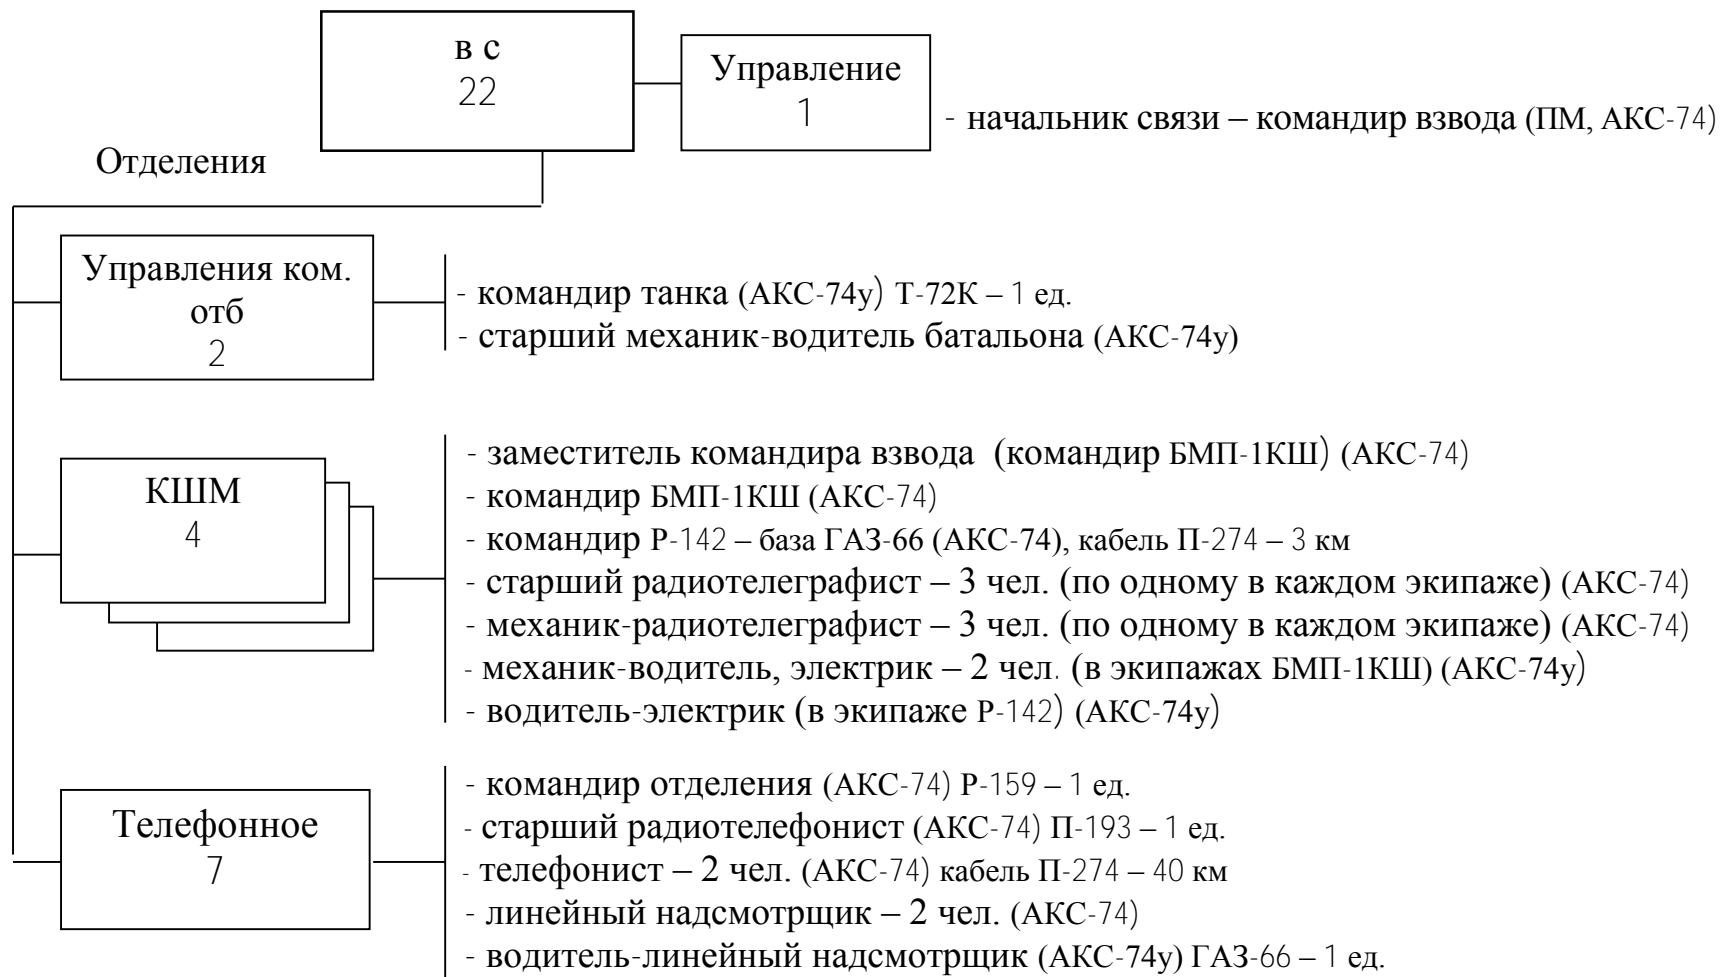 в с
22
Управление
1
- начальник связи – командир взвода (ПМ, АКС-74)
Отделения
Управления ком.
отб
2
- командир танка (АКС-74у) Т-72К – 1 ед.
- старший механик-водитель батальона (АКС-74у)
КШМ
4
- заместитель командира взвода (командир БМП-1КШ) (АКС-74)
- командир БМП-1КШ (АКС-74)
- командир Р-142 – база ГАЗ-66 (АКС-74), кабель П-274 – 3 км
- старший радиотелеграфист – 3 чел. (по одному в каждом экипаже) (АКС-74)
- механик-радиотелеграфист – 3 чел. (по одному в каждом экипаже) (АКС-74)
- механик-водитель, электрик – 2 чел. (в экипажах БМП-1КШ) (АКС-74у)
- водитель-электрик (в экипаже Р-142) (АКС-74у)
Телефонное
7
- командир отделения (АКС-74) Р-159 – 1 ед.
- старший радиотелефонист (АКС-74) П-193 – 1 ед.
- телефонист – 2 чел. (АКС-74) кабель П-274 – 40 км
- линейный надсмотрщик – 2 чел. (АКС-74)
- водитель-линейный надсмотрщик (АКС-74у) ГАЗ-66 – 1 ед.